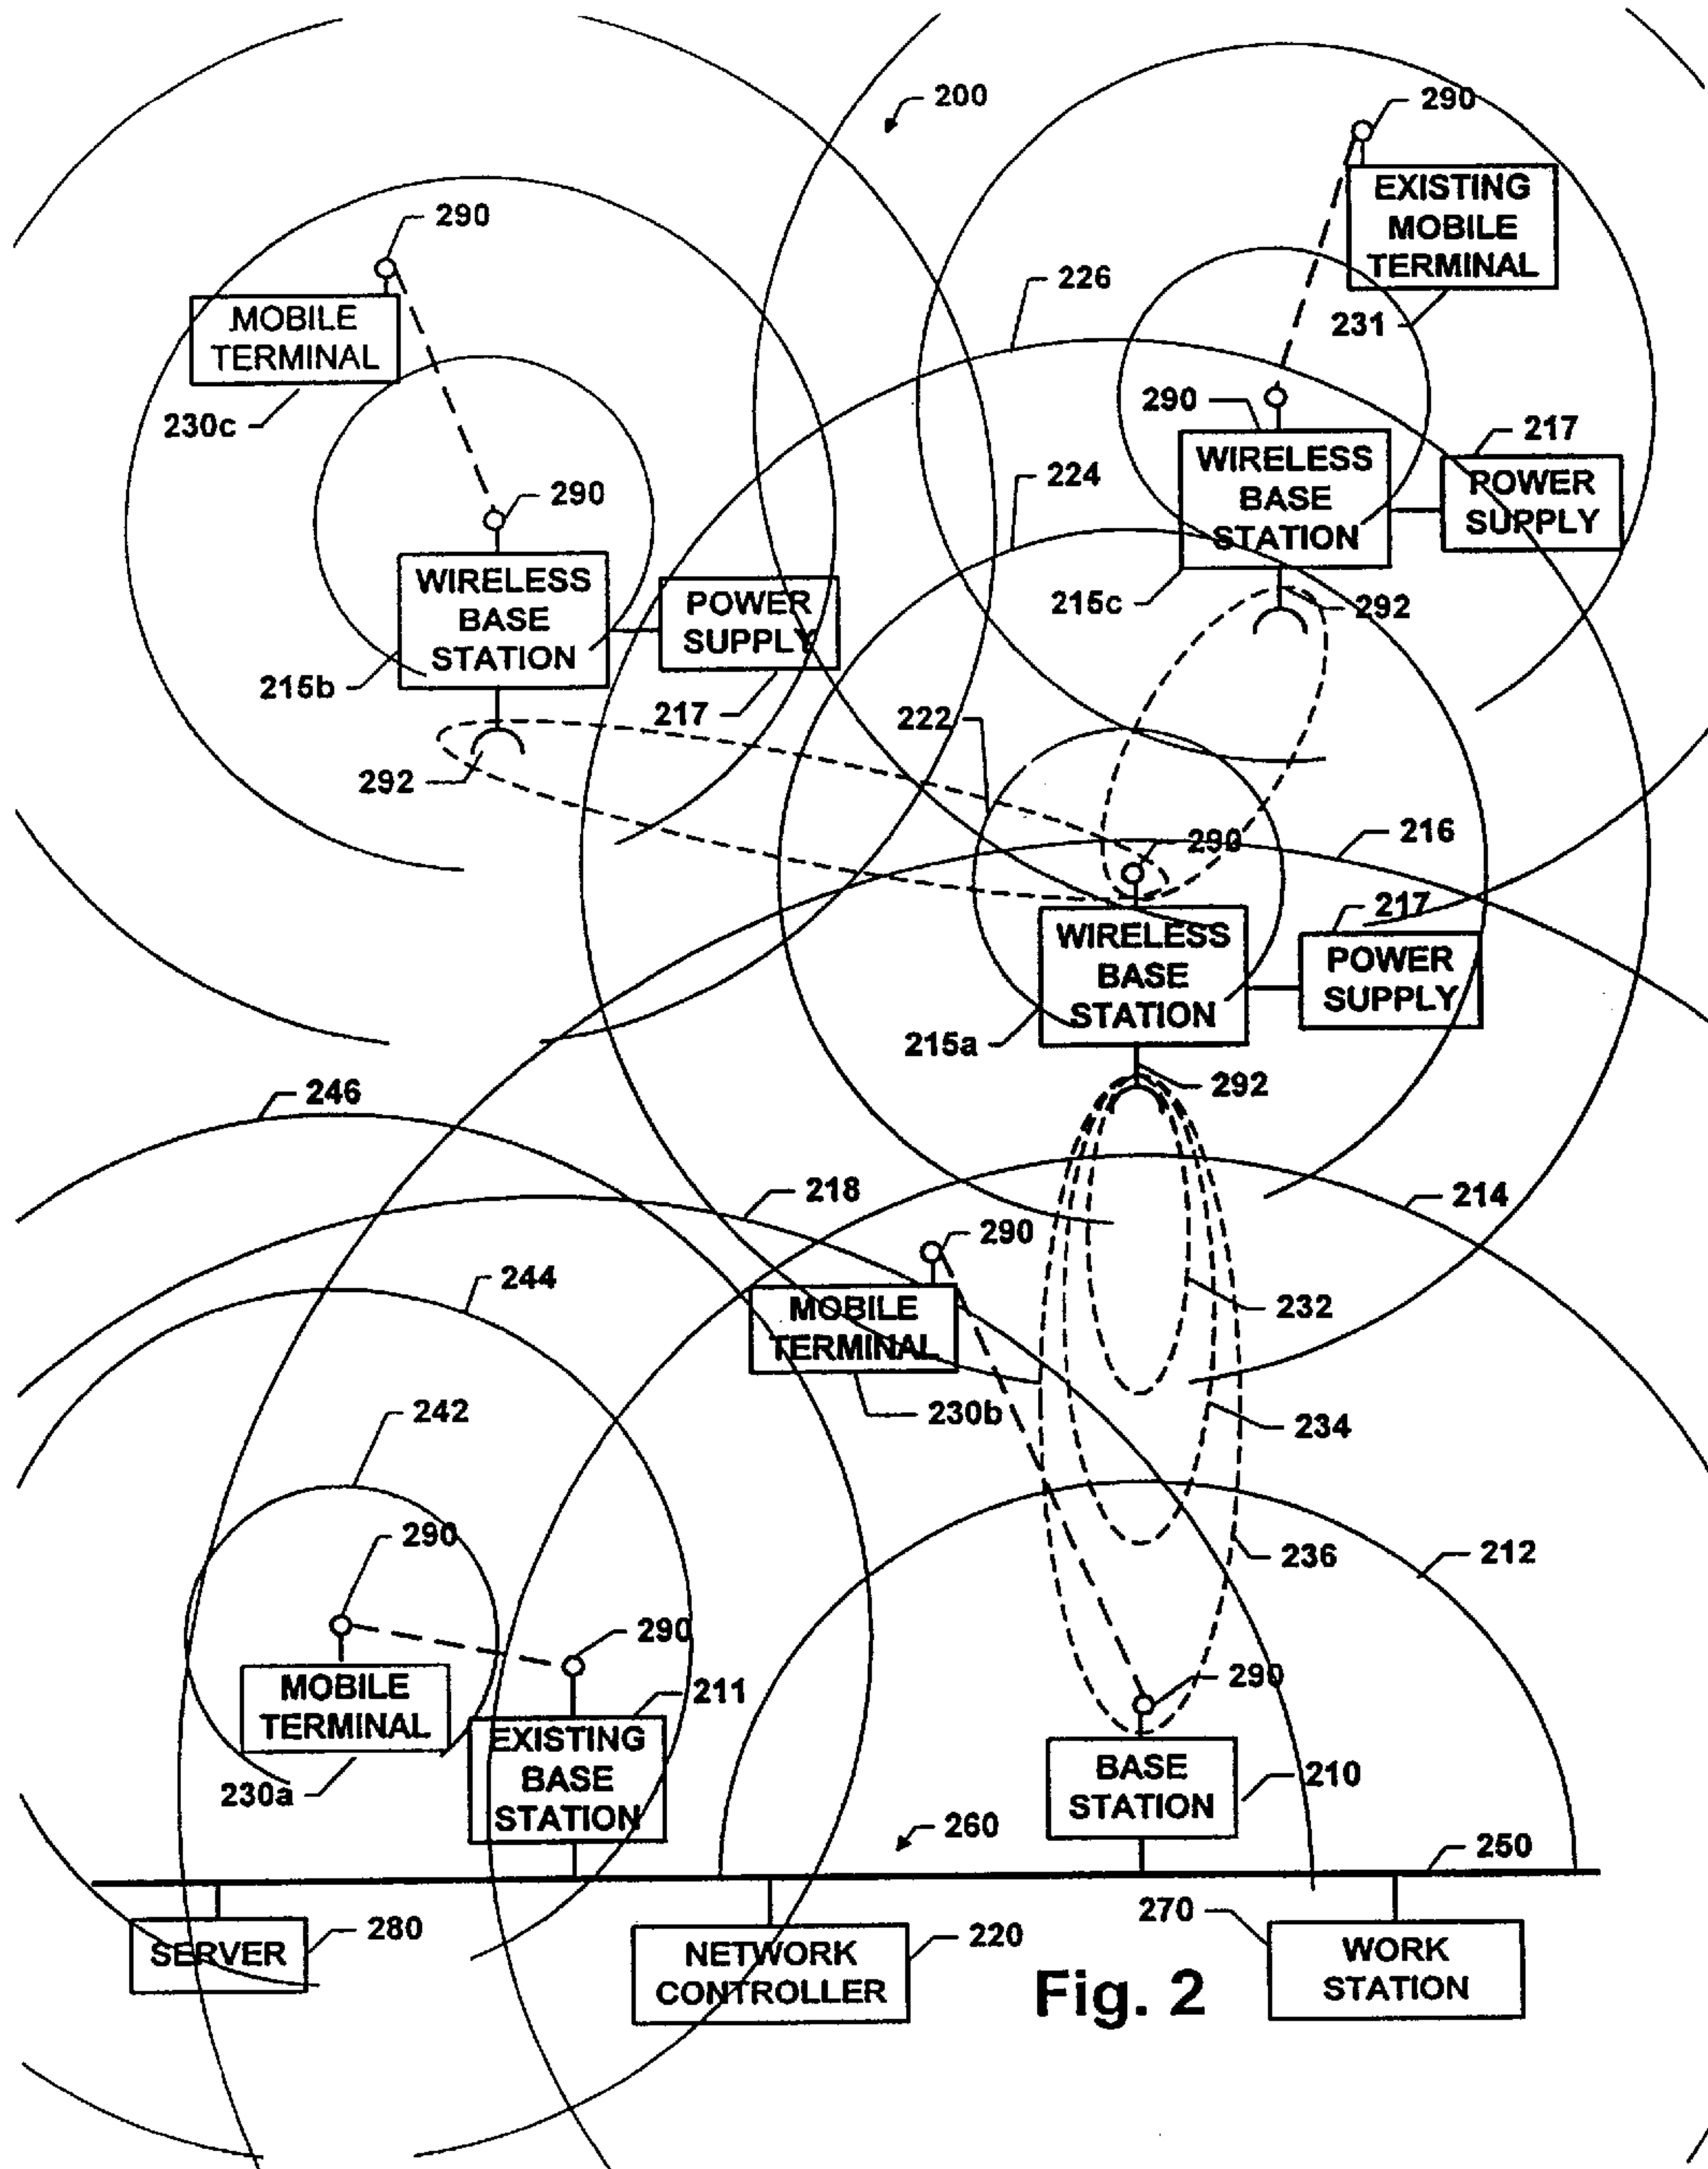 200
290
EXISTING
MOBILE
TERMINAL
231
290
MOBILE
TERMINAL
230c
226
290
WIRELESS
BASE
STATION
215c
217
POWER
SUPPLY
224
290
WIRELESS
BASE
STATION
215b
POWER
SUPPLY
217
292
292
222
290
216
217
WIRELESS
BASE
STATION
215a
POWER
SUPPLY
292
246
218
214
290
244
MOBILE
TERMINAL
230b
232
242
234
290
236
212
290
290
MOBILE
TERMINAL
230a
211
EXISTING
BASE
STATION
BASE
STATION
210
260
250
SERVER
280
NETWORK
CONTROLLER
220
270
WORK
STATION
Fig. 2